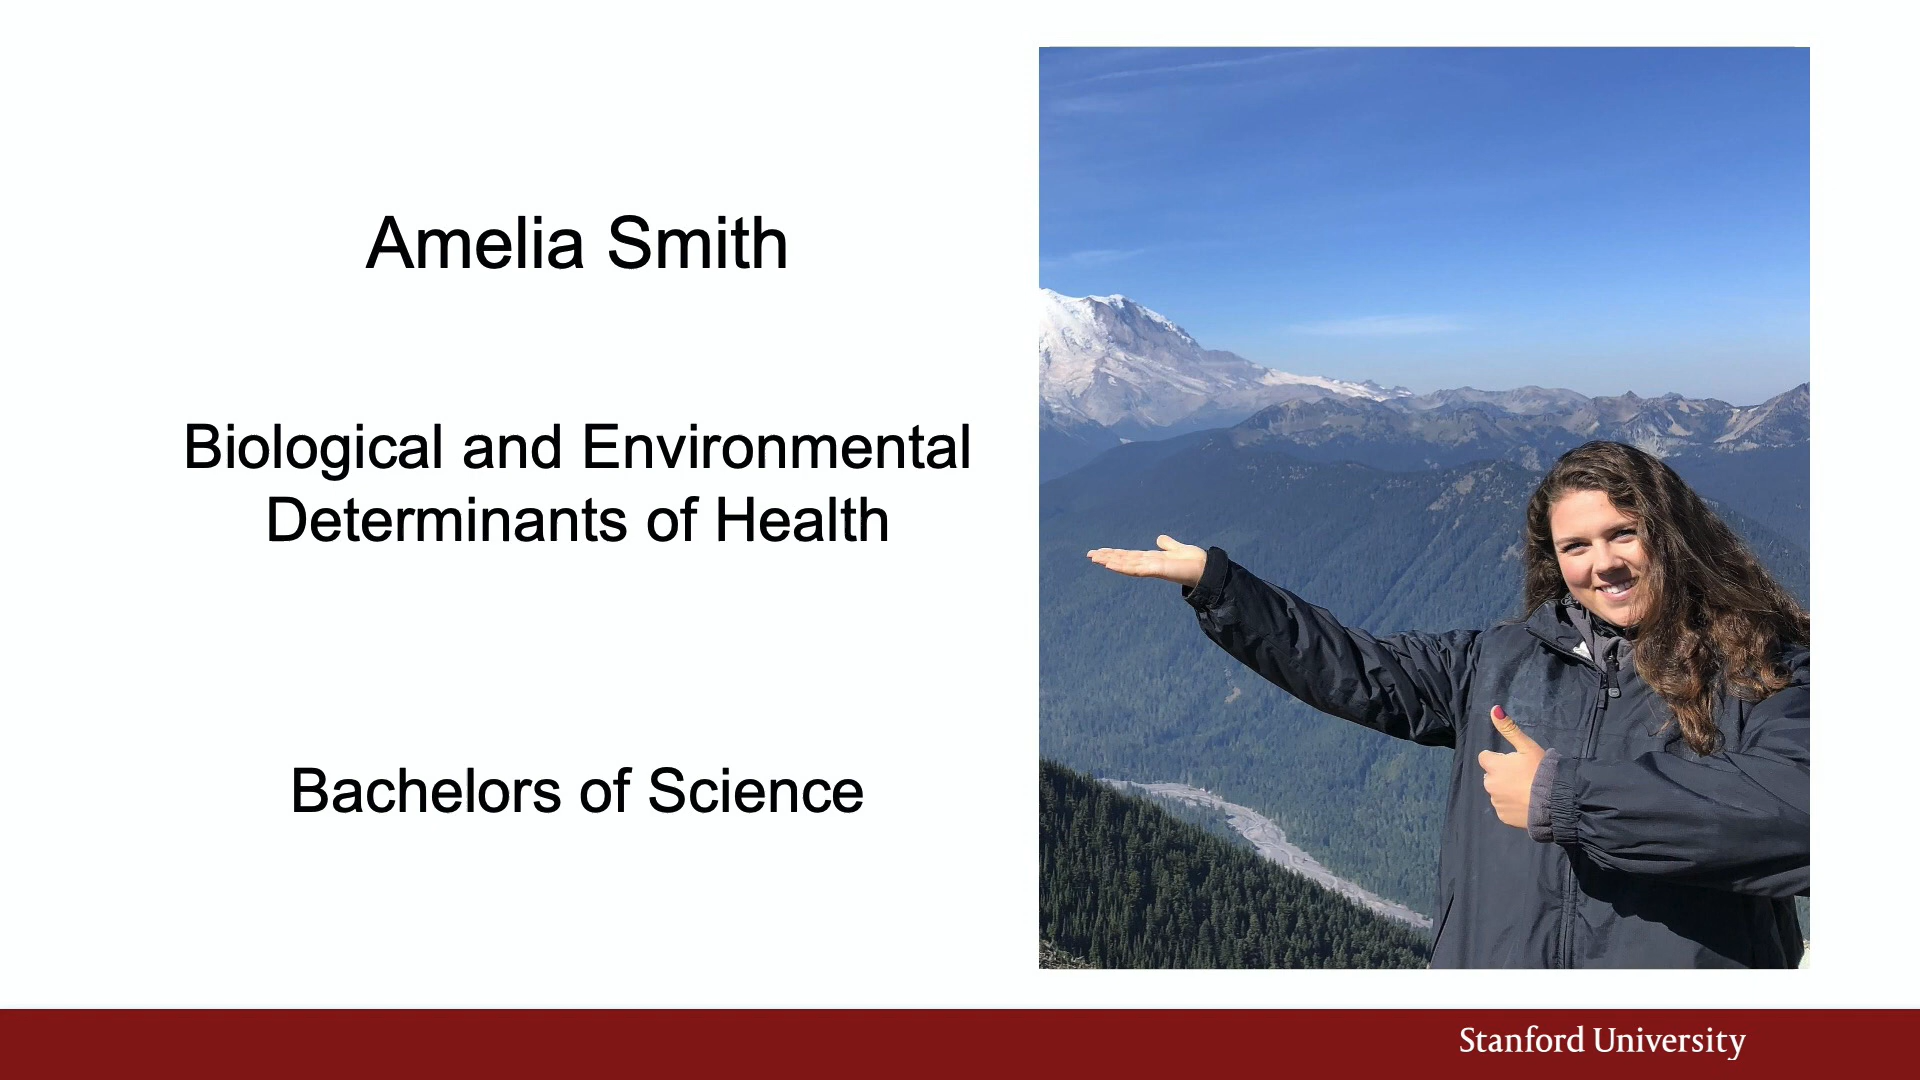 Amelia Smith
Biological and Environmental
Determinants of Health
Bachelors of Science
Stanford University